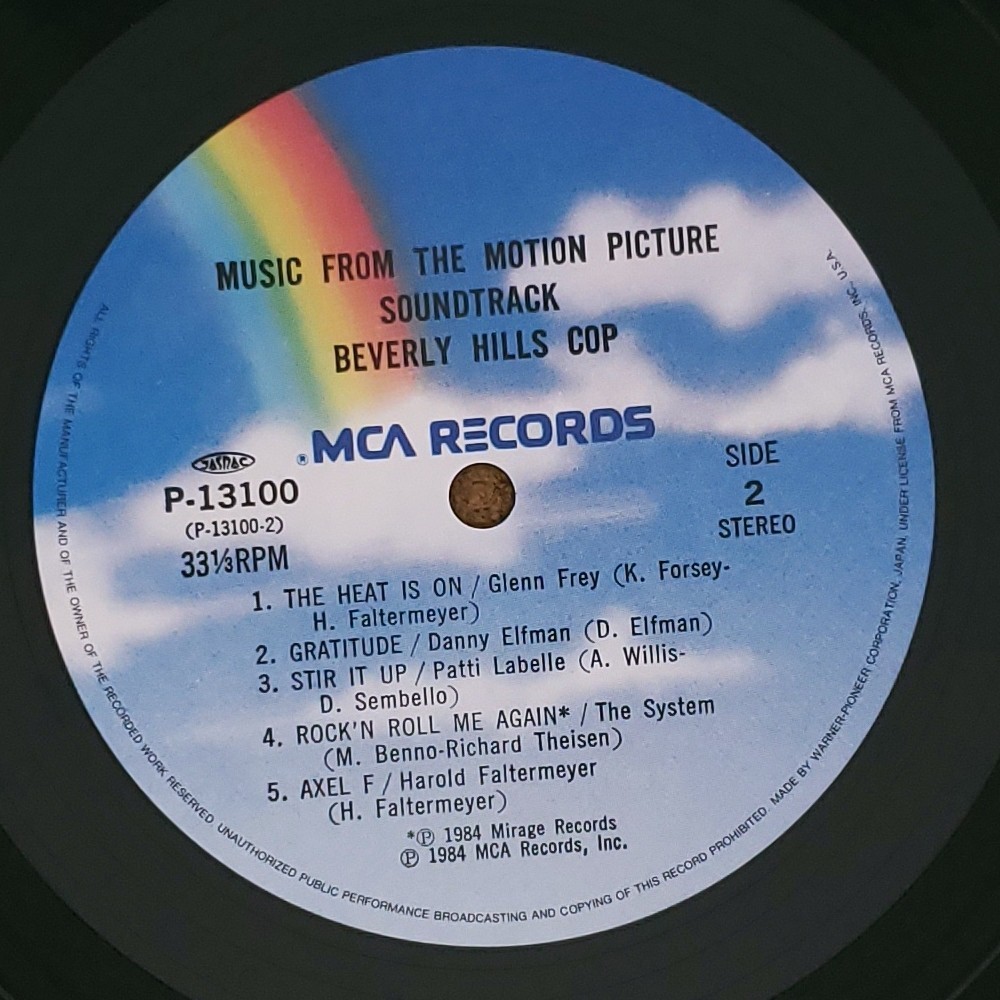 MUSIC FROM THE MOTION PICTURE
SOUNDTRACK
BEVERLY HILLS COP
® MCA RECORDS
JASRAC
P-13100
(P-13100-2)
33⅓RPM
SIDE
2
STEREO
1. THE HEAT IS ON / Glenn Frey (K. Forsey-
H. Faltermeyer)
2. GRATITUDE / Danny Elfman (D. Elfman)
3. STIR IT UP / Patti Labelle (A. Willis-
D. Sembello)
4. ROCK'N ROLL ME AGAIN* / The System
(M. Benno-Richard Theisen)
5. AXEL F / Harold Faltermeyer
(H. Faltermeyer)
*℗ 1984 Mirage Records
℗ 1984 MCA Records, Inc.
ALL RIGHTS OF THE MANUFACTURER AND OF THE OWNER OF THE RECORDED WORK RESERVED. UNAUTHORIZED PUBLIC PERFORMANCE BROADCASTING AND COPYING OF THIS RECORD PROHIBITED. MADE BY WARNER-PIONEER CORPORATION, JAPAN, UNDER LICENSE FROM MCA RECORDS, INC., U.S.A.